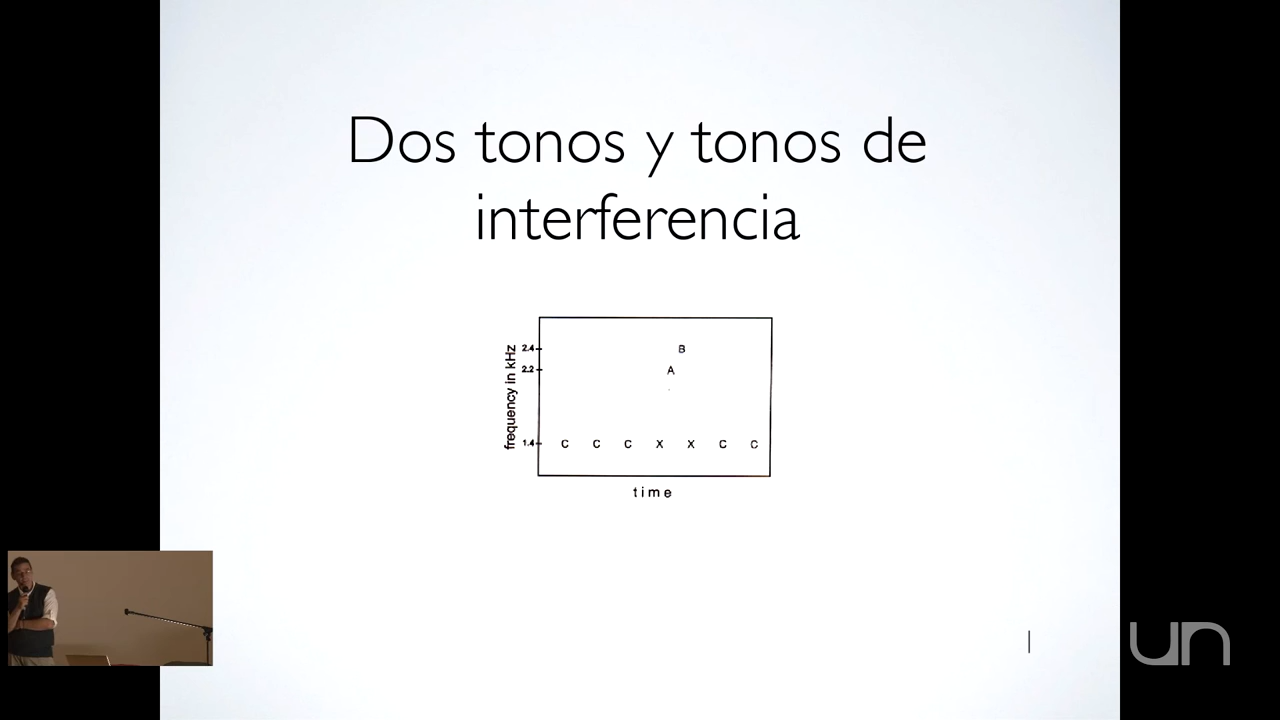 Dos tonos y tonos de
interferencia
frequency in kHz
2.4
B
2.2
A
1.4
C C C X X C C
time
un